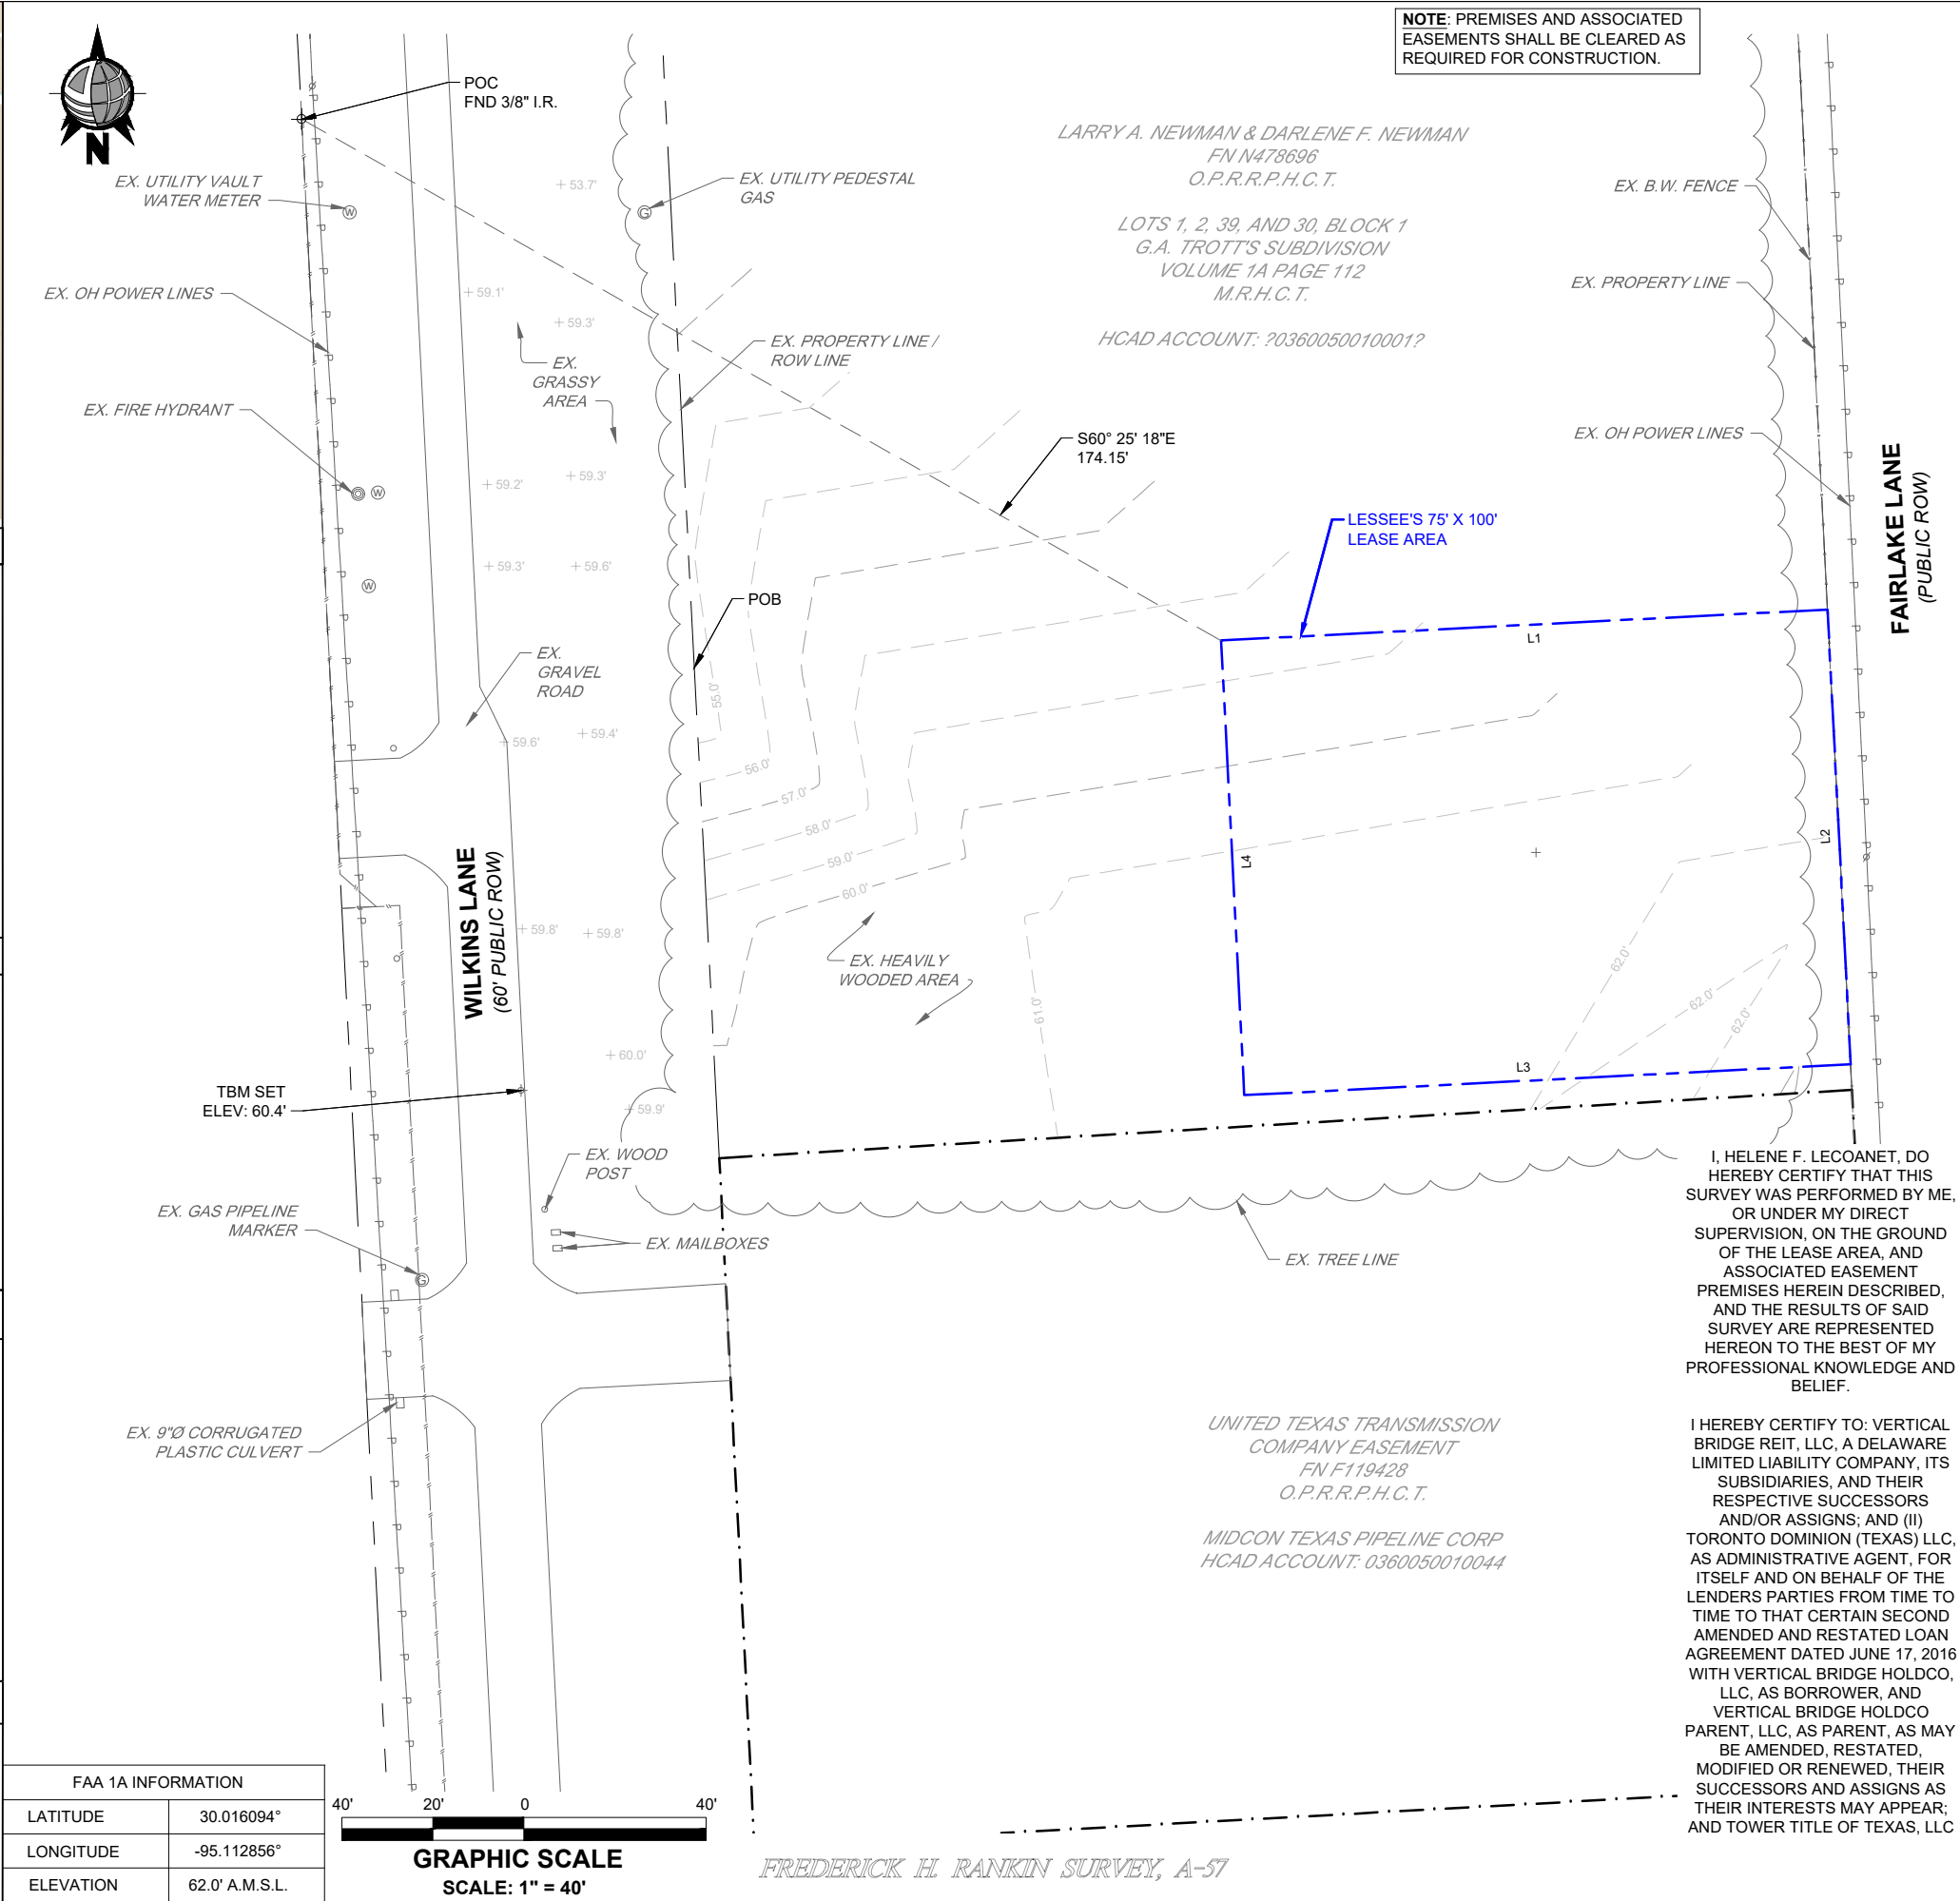 NOTE: PREMISES AND ASSOCIATED
EASEMENTS SHALL BE CLEARED AS
REQUIRED FOR CONSTRUCTION.
N
POC
FND 3/8" I.R.
EX. UTILITY VAULT
WATER METER
W
EX. OH POWER LINES
EX. FIRE HYDRANT
W
W
+ 53.7'
+ 59.1'
+ 59.3'
EX.
GRASSY
AREA
+ 59.2'
+ 59.3'
+ 59.3'
+ 59.6'
EX. UTILITY PEDESTAL
GAS
G
EX. PROPERTY LINE /
ROW LINE
LARRY A. NEWMAN & DARLENE F. NEWMAN
FN N478696
O.P.R.R.P.H.C.T.
LOTS 1, 2, 39, AND 30, BLOCK 1
G.A. TROTT'S SUBDIVISION
VOLUME 1A PAGE 112
M.R.H.C.T.
HCAD ACCOUNT: ?0360050010001?
EX. B.W. FENCE
EX. PROPERTY LINE
EX. OH POWER LINES
FAIRLAKE LANE
(PUBLIC ROW)
S60° 25' 18"E
174.15'
LESSEE'S 75' X 100'
LEASE AREA
POB
L1
L2
L3
L4
EX.
GRAVEL
ROAD
+ 59.6'
+ 59.4'
55.0'
56.0'
57.0'
58.0'
59.0'
60.0'
61.0'
62.0'
62.0'
62.0'
WILKINS LANE
(60' PUBLIC ROW)
+ 59.8'
+ 59.8'
EX. HEAVILY
WOODED AREA
+ 60.0'
TBM SET
ELEV: 60.4'
+ 59.9'
EX. WOOD
POST
EX. GAS PIPELINE
MARKER
G
EX. MAILBOXES
EX. TREE LINE
EX. 9"Ø CORRUGATED
PLASTIC CULVERT
UNITED TEXAS TRANSMISSION
COMPANY EASEMENT
FN F119428
O.P.R.R.P.H.C.T.
MIDCON TEXAS PIPELINE CORP
HCAD ACCOUNT: 0360050010044
I, HELENE F. LECOANET, DO
HEREBY CERTIFY THAT THIS
SURVEY WAS PERFORMED BY ME,
OR UNDER MY DIRECT
SUPERVISION, ON THE GROUND
OF THE LEASE AREA, AND
ASSOCIATED EASEMENT
PREMISES HEREIN DESCRIBED,
AND THE RESULTS OF SAID
SURVEY ARE REPRESENTED
HEREON TO THE BEST OF MY
PROFESSIONAL KNOWLEDGE AND
BELIEF.
I HEREBY CERTIFY TO: VERTICAL
BRIDGE REIT, LLC, A DELAWARE
LIMITED LIABILITY COMPANY, ITS
SUBSIDIARIES, AND THEIR
RESPECTIVE SUCCESSORS
AND/OR ASSIGNS; AND (II)
TORONTO DOMINION (TEXAS) LLC,
AS ADMINISTRATIVE AGENT, FOR
ITSELF AND ON BEHALF OF THE
LENDERS PARTIES FROM TIME TO
TIME TO THAT CERTAIN SECOND
AMENDED AND RESTATED LOAN
AGREEMENT DATED JUNE 17, 2016
WITH VERTICAL BRIDGE HOLDCO,
LLC, AS BORROWER, AND
VERTICAL BRIDGE HOLDCO
PARENT, LLC, AS PARENT, AS MAY
BE AMENDED, RESTATED,
MODIFIED OR RENEWED, THEIR
SUCCESSORS AND ASSIGNS AS
THEIR INTERESTS MAY APPEAR;
AND TOWER TITLE OF TEXAS, LLC
FAA 1A INFORMATION
LATITUDE 30.016094°
LONGITUDE -95.112856°
ELEVATION 62.0' A.M.S.L.
40' 20' 0 40'
GRAPHIC SCALE
SCALE: 1" = 40'
FREDERICK H. RANKIN SURVEY, A-57